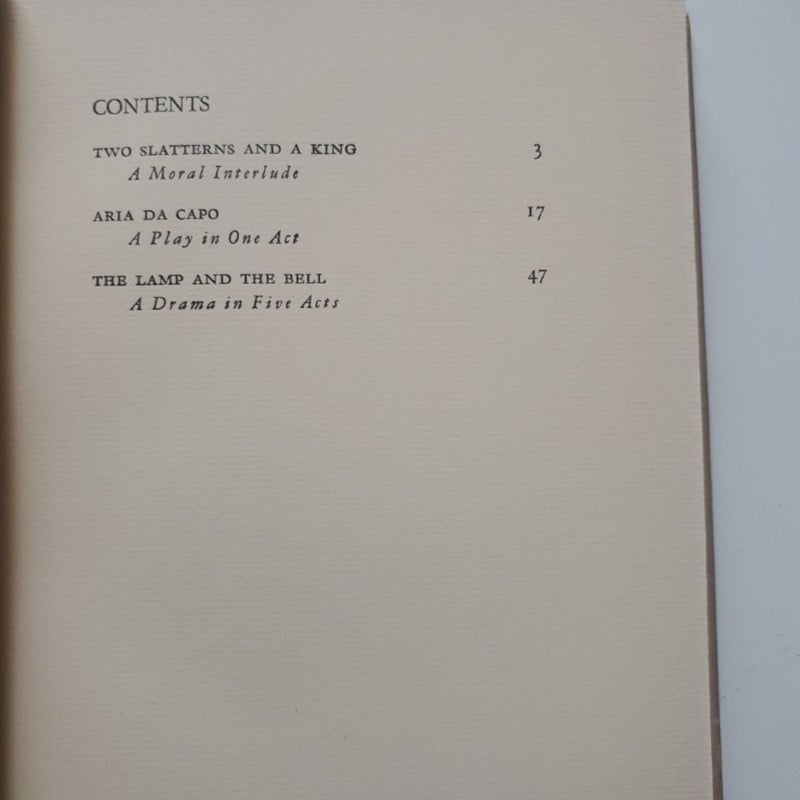 CONTENTS
TWO SLATTERNS AND A KING 3
A Moral Interlude
ARIA DA CAPO 17
A Play in One Act
THE LAMP AND THE BELL 47
A Drama in Five Acts